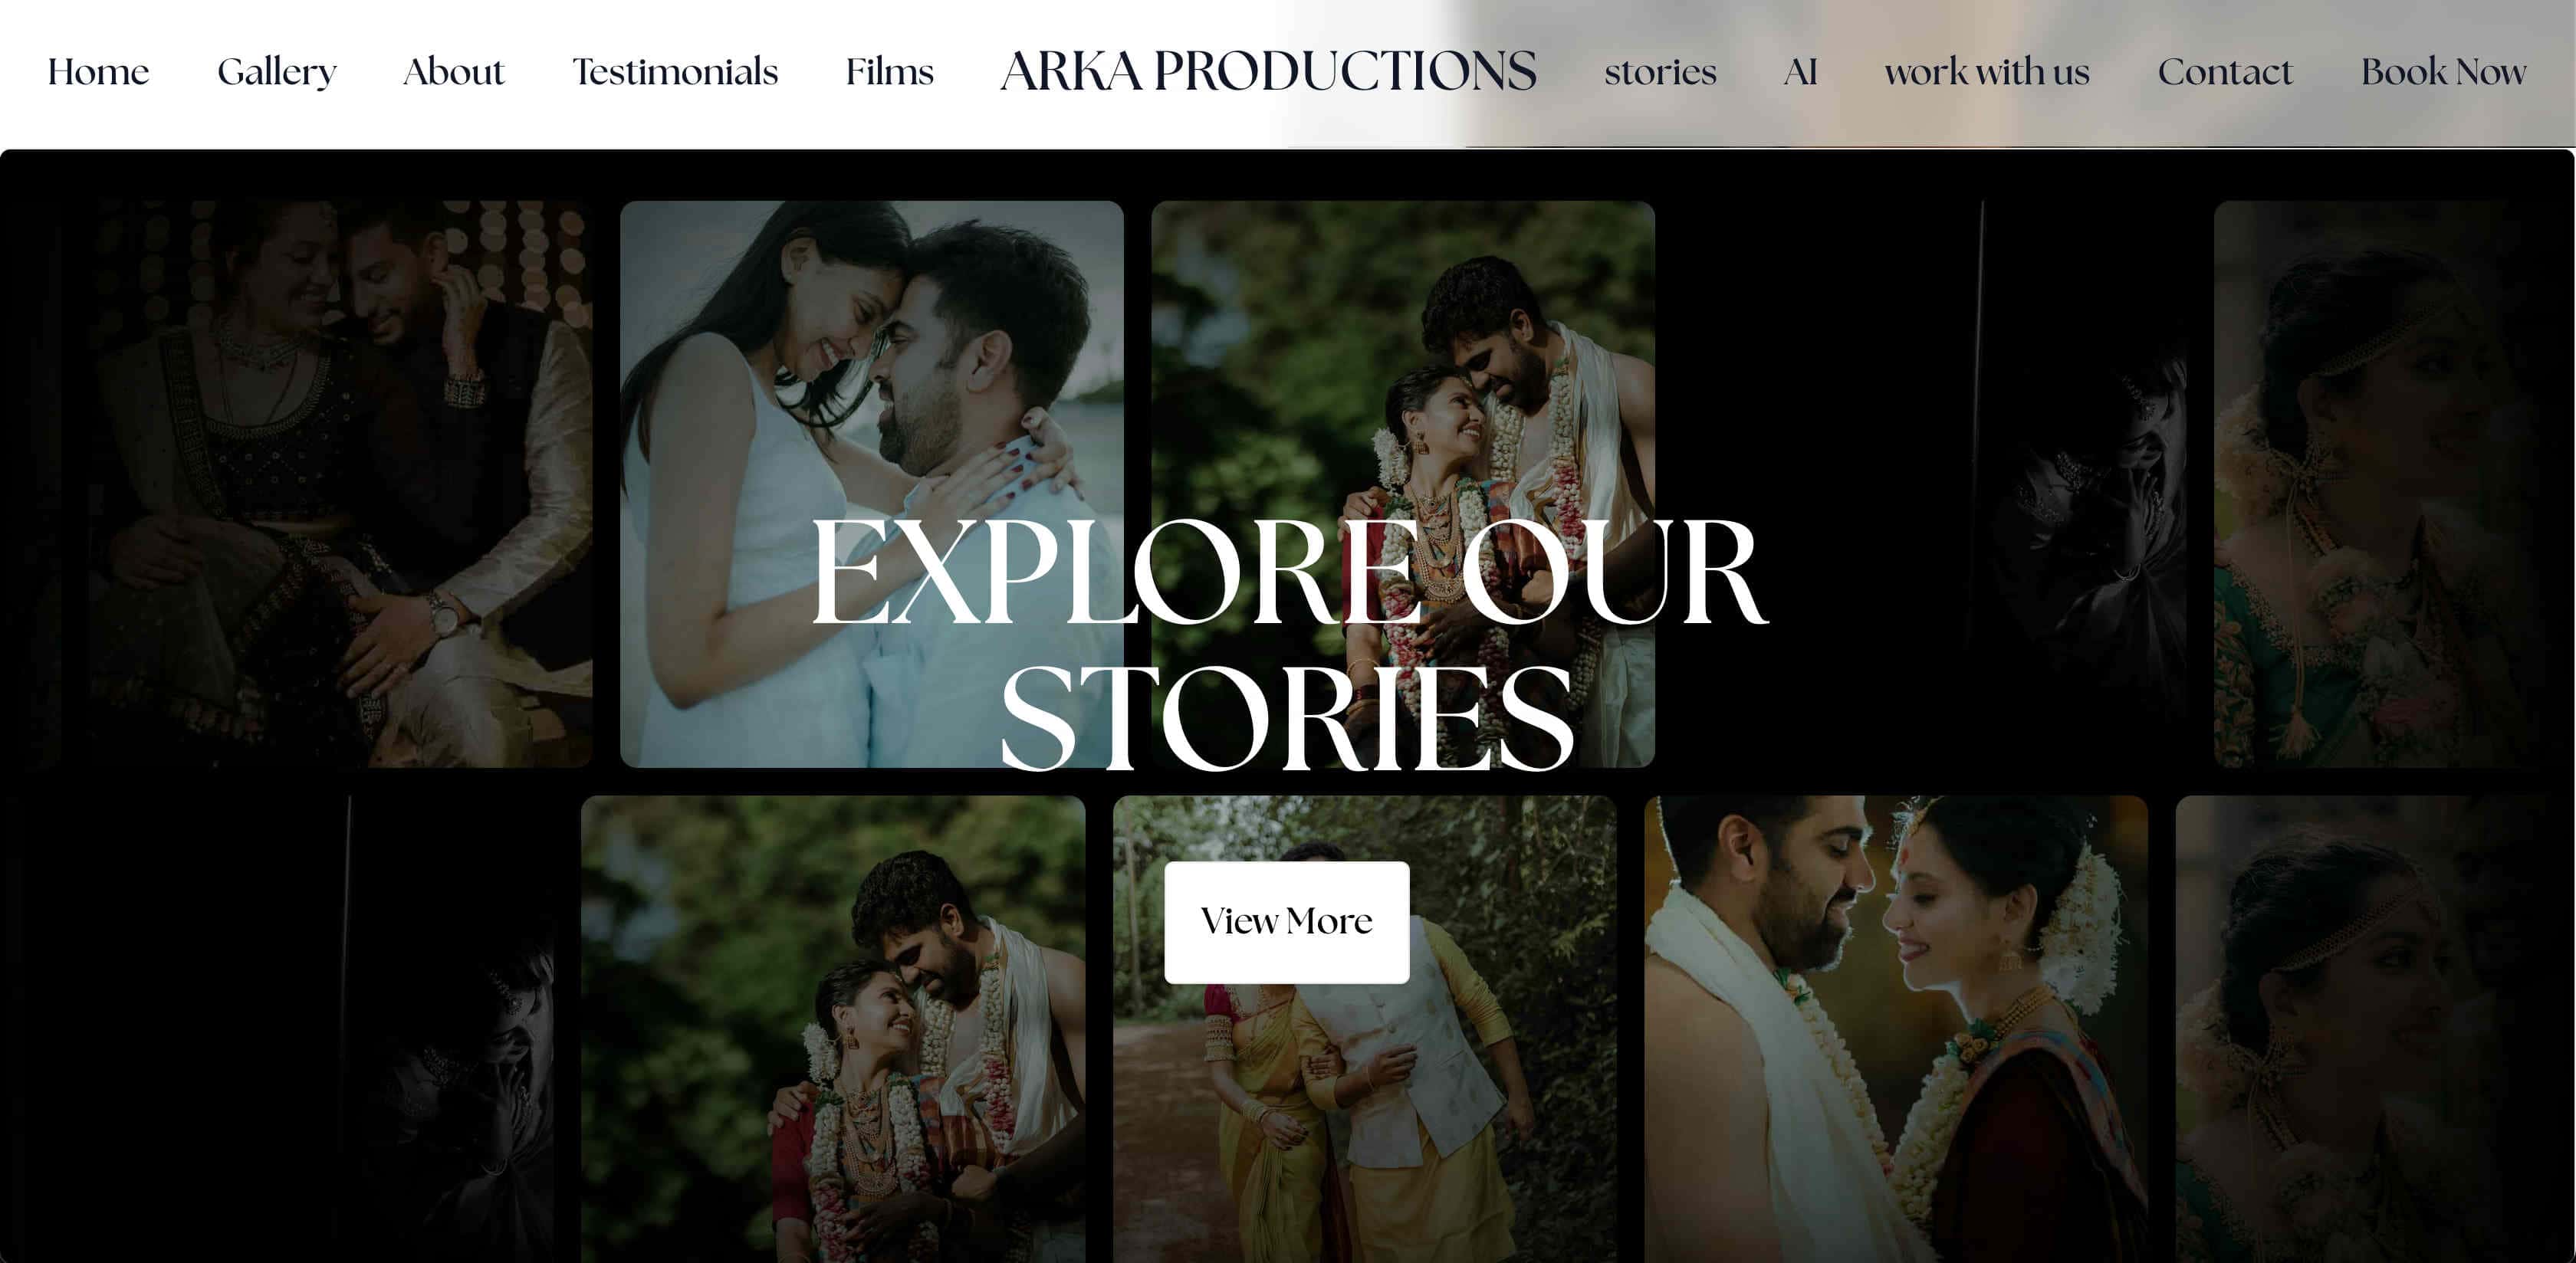 Home Gallery About Testimonials Films ARKA PRODUCTIONS stories AI work with us Contact Book Now
EXPLORE OUR
STORIES
View More